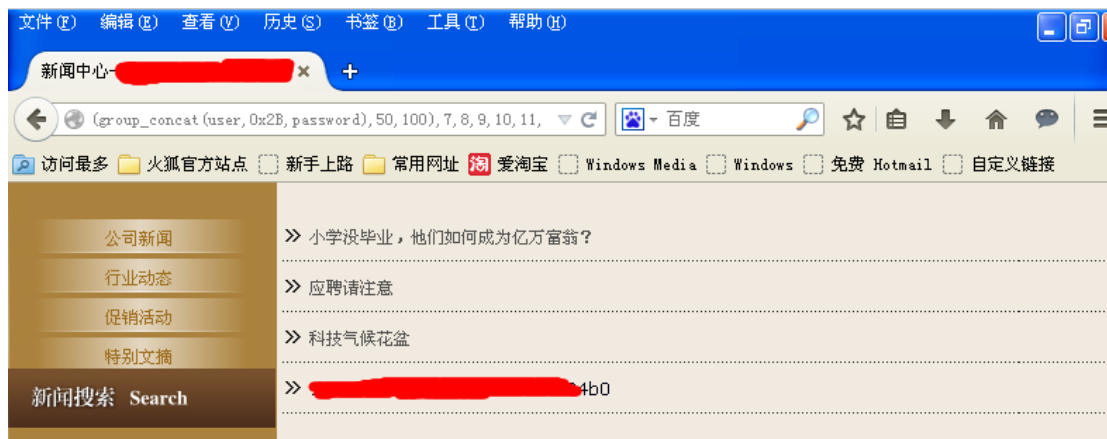 文件(F) 编辑(E) 查看(V) 历史(S) 书签(B) 工具(T) 帮助(H)
新闻中心-
(group_concat(user,0x2B,password),50,100),7,8,9,10,11, 百度
访问最多 火狐官方站点 新手上路 常用网址 淘 爱淘宝 Windows Media Windows 免费 Hotmail 自定义链接
公司新闻
行业动态
促销活动
特别文摘
新闻搜索 Search
小学没毕业，他们如何成为亿万富翁？
应聘请注意
科技气候花盆
4b0